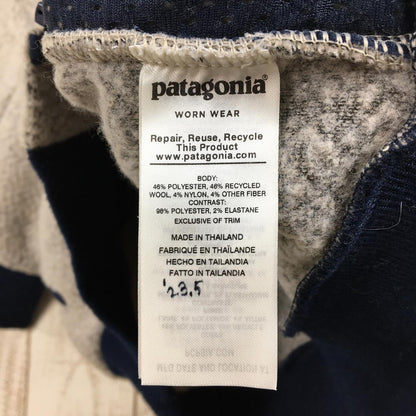 patagonia®
WORN WEAR
Repair, Reuse, Recycle
This Product
www.patagonia.com
BODY:
46% POLYESTER, 46% RECYCLED
WOOL, 4% NYLON, 4% OTHER FIBER
CONTRAST:
98% POLYESTER, 2% ELASTANE
EXCLUSIVE OF TRIM
MADE IN THAILAND
FABRIQUÉ EN THAÏLANDE
HECHO EN TAILANDIA
FATTO IN TAILANDIA
'23.5